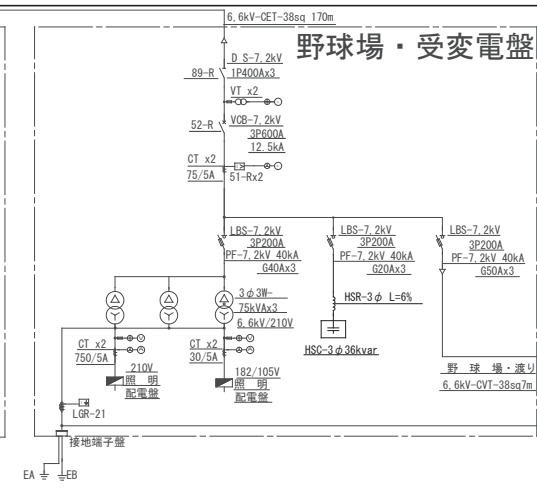 6,6kV-CET-38sq 170m
野球場・受変電盤
D S-7,2kV
89-R
1P400Ax3
VT x2
52-R
VCB-7,2kV
3P600A
12.5kA
CT x2
75/5A
51-Rx2
LBS-7,2kV
3P200A
PF-7,2kV 40kA
G40Ax3
LBS-7,2kV
3P200A
PF-7,2kV 40kA
G20Ax3
LBS-7,2kV
3P200A
PF-7,2kV 40kA
G50Ax3
3φ3W-
75kVAx3
6,6kV/210V
HSR-3φ L=6%
HSC-3φ36kvar
CT x2
750/5A
V
A
CT x2
30/5A
V
A
210V
照 明
配電盤
182/105V
照 明
配電盤
野 球 場・渡り
6,6kV-CVT-38sq7m
LGR-21
接地端子盤
EA
EB